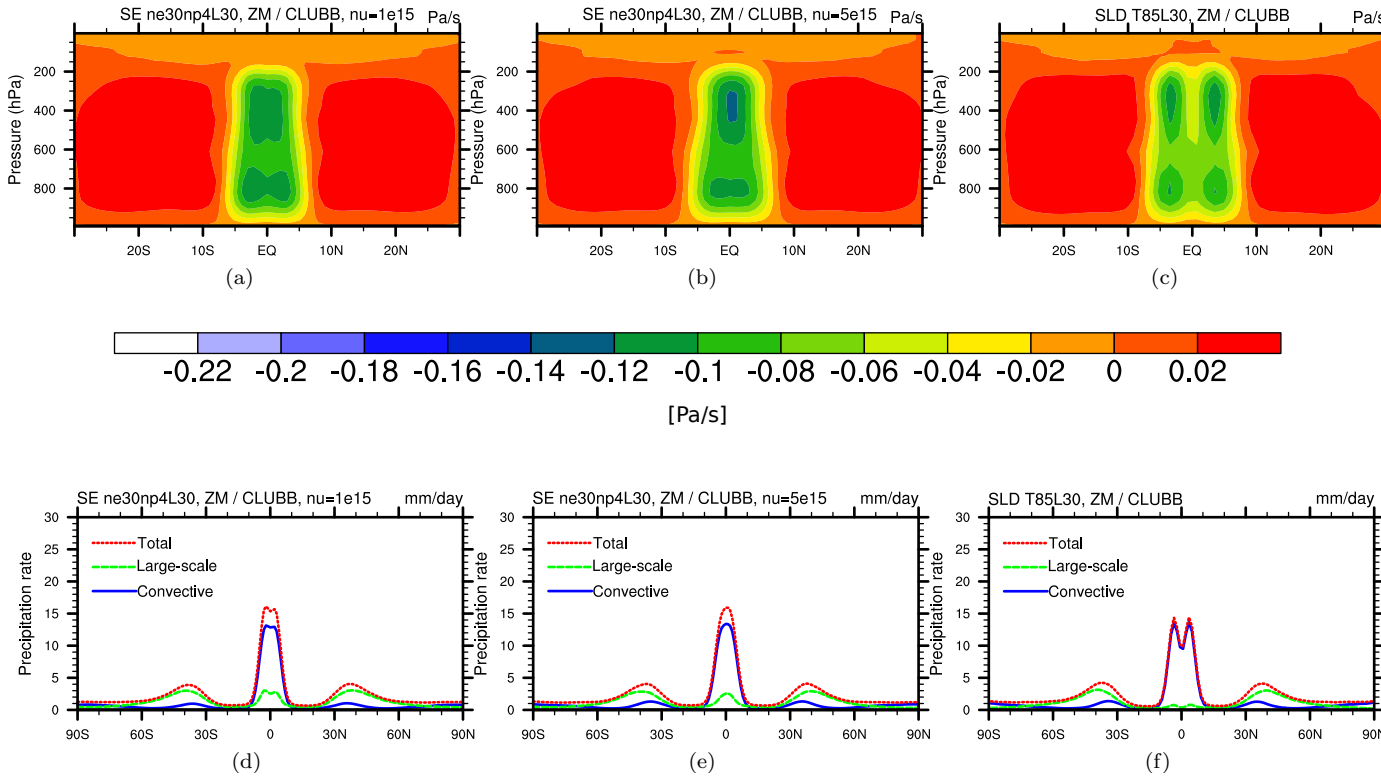 SE ne30np4L30, ZM / CLUBB, nu=1e15 Pa/s
SE ne30np4L30, ZM / CLUBB, nu=5e15 Pa/s
SLD T85L30, ZM / CLUBB Pa/s
Pressure (hPa)
200
400
600
800
20S 10S EQ 10N 20N
(a)
Pressure (hPa)
200
400
600
800
20S 10S EQ 10N 20N
(b)
Pressure (hPa)
200
400
600
800
20S 10S EQ 10N 20N
(c)
-0.22 -0.2 -0.18 -0.16 -0.14 -0.12 -0.1 -0.08 -0.06 -0.04 -0.02 0 0.02
[Pa/s]
SE ne30np4L30, ZM / CLUBB, nu=1e15 mm/day
Precipitation rate
30
25
20
15
10
5
0
Total
Large-scale
Convective
90S 60S 30S 0 30N 60N 90N
(d)
SE ne30np4L30, ZM / CLUBB, nu=5e15 mm/day
Precipitation rate
30
25
20
15
10
5
0
Total
Large-scale
Convective
90S 60S 30S 0 30N 60N 90N
(e)
SLD T85L30, ZM / CLUBB mm/day
Precipitation rate
30
25
20
15
10
5
0
Total
Large-scale
Convective
90S 60S 30S 0 30N 60N 90N
(f)